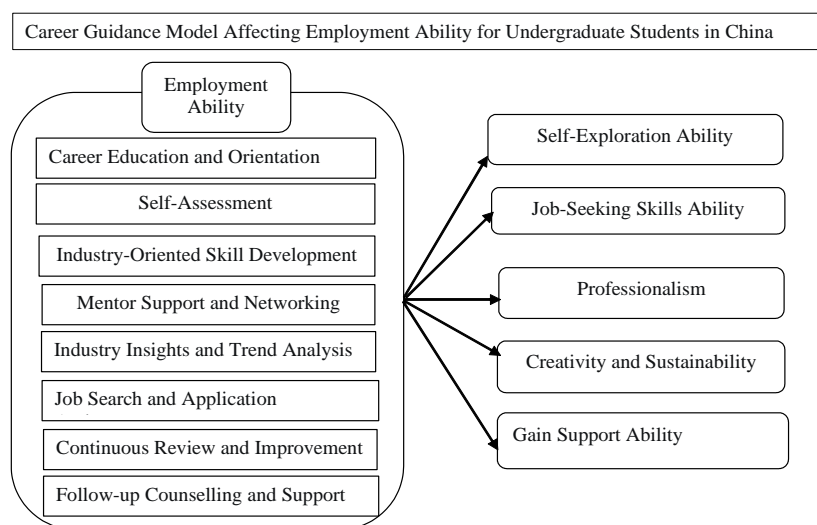 Career Guidance Model Affecting Employment Ability for Undergraduate Students in China
Employment
Ability
Career Education and Orientation
Self-Assessment
Industry-Oriented Skill Development
Mentor Support and Networking
Industry Insights and Trend Analysis
Job Search and Application
Continuous Review and Improvement
Follow-up Counselling and Support
Self-Exploration Ability
Job-Seeking Skills Ability
Professionalism
Creativity and Sustainability
Gain Support Ability